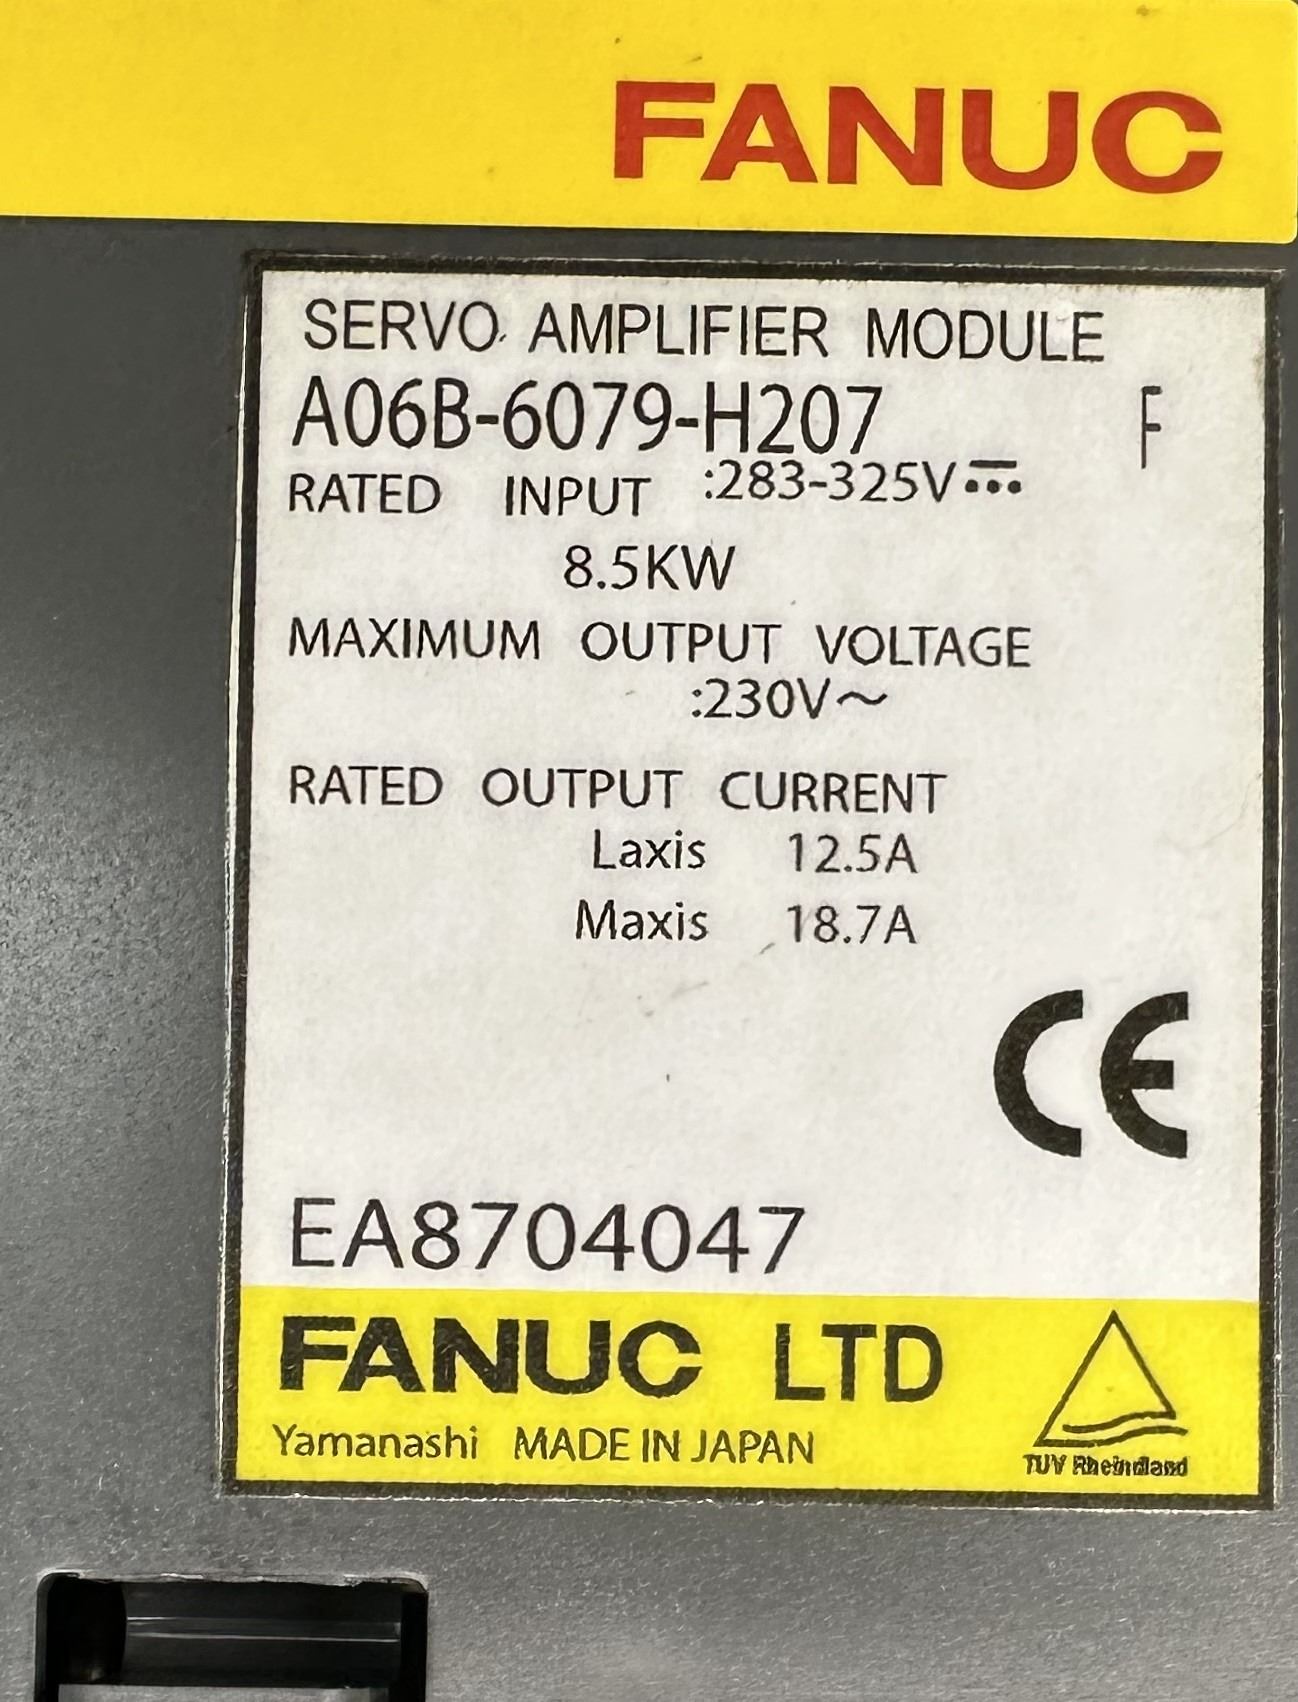 FANUC
SERVO AMPLIFIER MODULE
A06B-6079-H207 F
RATED INPUT :283-325V⎓
8.5KW
MAXIMUM OUTPUT VOLTAGE
:230V～
RATED OUTPUT CURRENT
Laxis 12.5A
Maxis 18.7A
CE
EA8704047
FANUC LTD
Yamanashi MADE IN JAPAN
TUV Rheinland